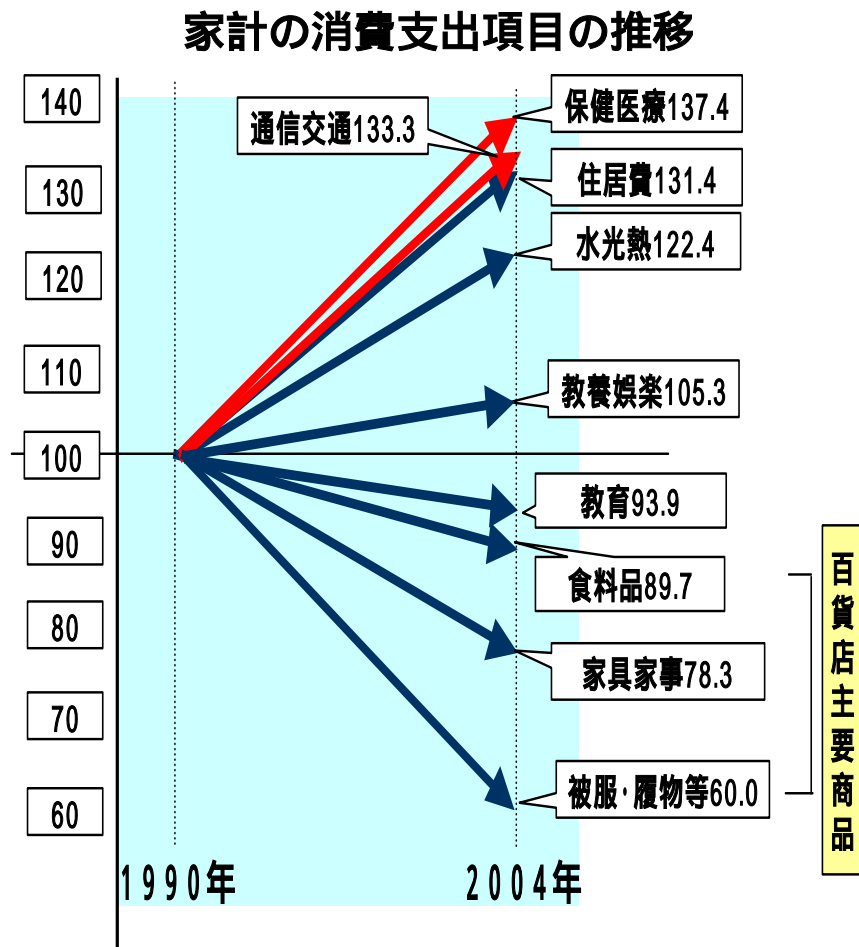 家計の消費支出項目の推移
140
130
120
110
100
90
80
70
60
通信交通133.3
保健医療137.4
住居費131.4
水光熱122.4
教養娯楽105.3
教育93.9
食料品89.7
家具家事78.3
被服･履物等60.0
百貨店主要商品
1990年
2004年